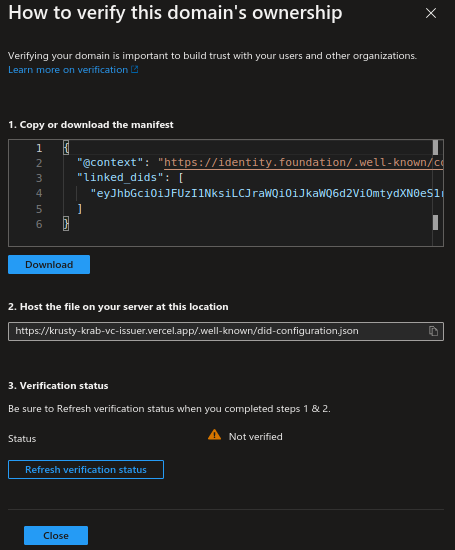 How to verify this domain's ownership
Verifying your domain is important to build trust with your users and other organizations.
Learn more on verification
1. Copy or download the manifest
1 {
2 "@context": "https://identity.foundation/.well-known/co
3 "linked_dids": [
4 "eyJhbGciOiJFUzI1NksiLCJraWQiOiJkaWQ6d2ViOmtydXN0eS1r
5 ]
6 }
Download
2. Host the file on your server at this location
https://krusty-krab-vc-issuer.vercel.app/.well-known/did-configuration.json
3. Verification status
Be sure to Refresh verification status when you completed steps 1 & 2.
Status Not verified
Refresh verification status
Close